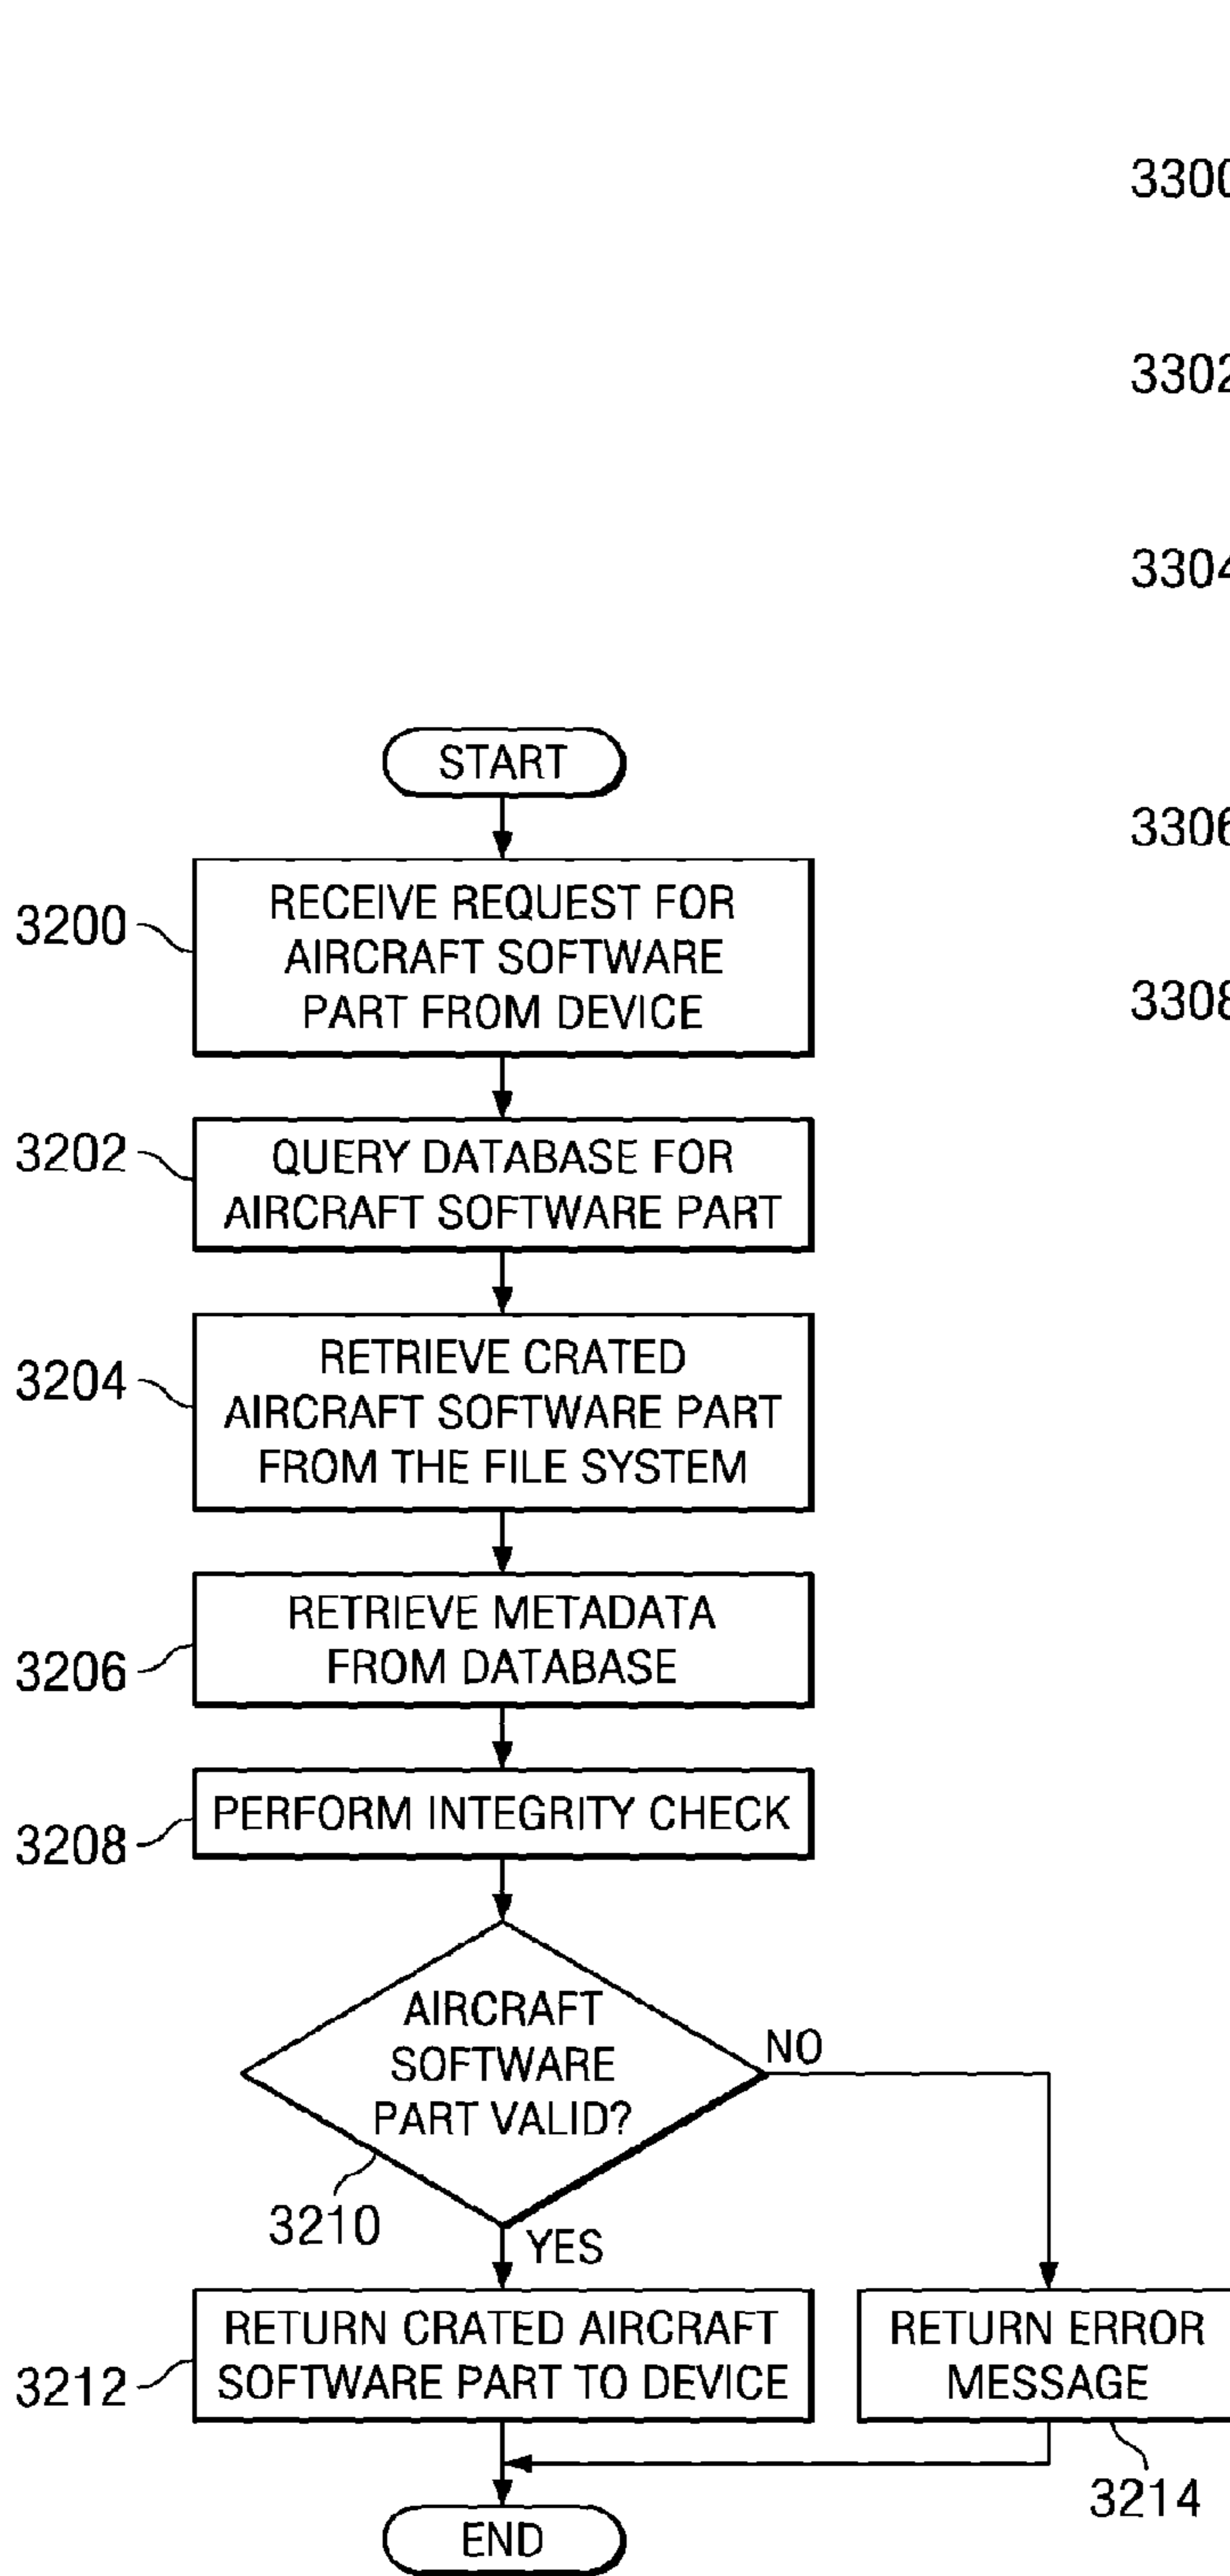 START
3200
RECEIVE REQUEST FOR
AIRCRAFT SOFTWARE
PART FROM DEVICE
3202
QUERY DATABASE FOR
AIRCRAFT SOFTWARE PART
3204
RETRIEVE CRATED
AIRCRAFT SOFTWARE PART
FROM THE FILE SYSTEM
3206
RETRIEVE METADATA
FROM DATABASE
3208
PERFORM INTEGRITY CHECK
AIRCRAFT
SOFTWARE
PART VALID?
3210
NO
YES
3212
RETURN CRATED AIRCRAFT
SOFTWARE PART TO DEVICE
RETURN ERROR
MESSAGE
3214
END
3300
3302
3304
3306
3308